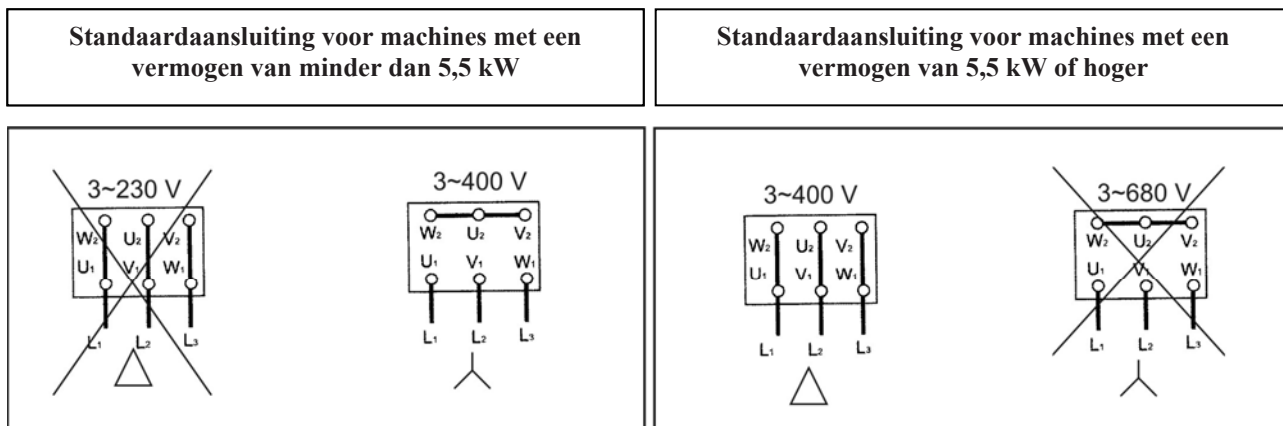 Standaardaansluiting voor machines met een
vermogen van minder dan 5,5 kW
Standaardaansluiting voor machines met een
vermogen van 5,5 kW of hoger
3~230 V
W2 U2 V2
U1 V1 W1
L1 L2 L3
3~400 V
W2 U2 V2
U1 V1 W1
L1 L2 L3
3~400 V
W2 U2 V2
U1 V1 W1
L1 L2 L3
3~680 V
W2 U2 V2
U1 V1 W1
L1 L2 L3